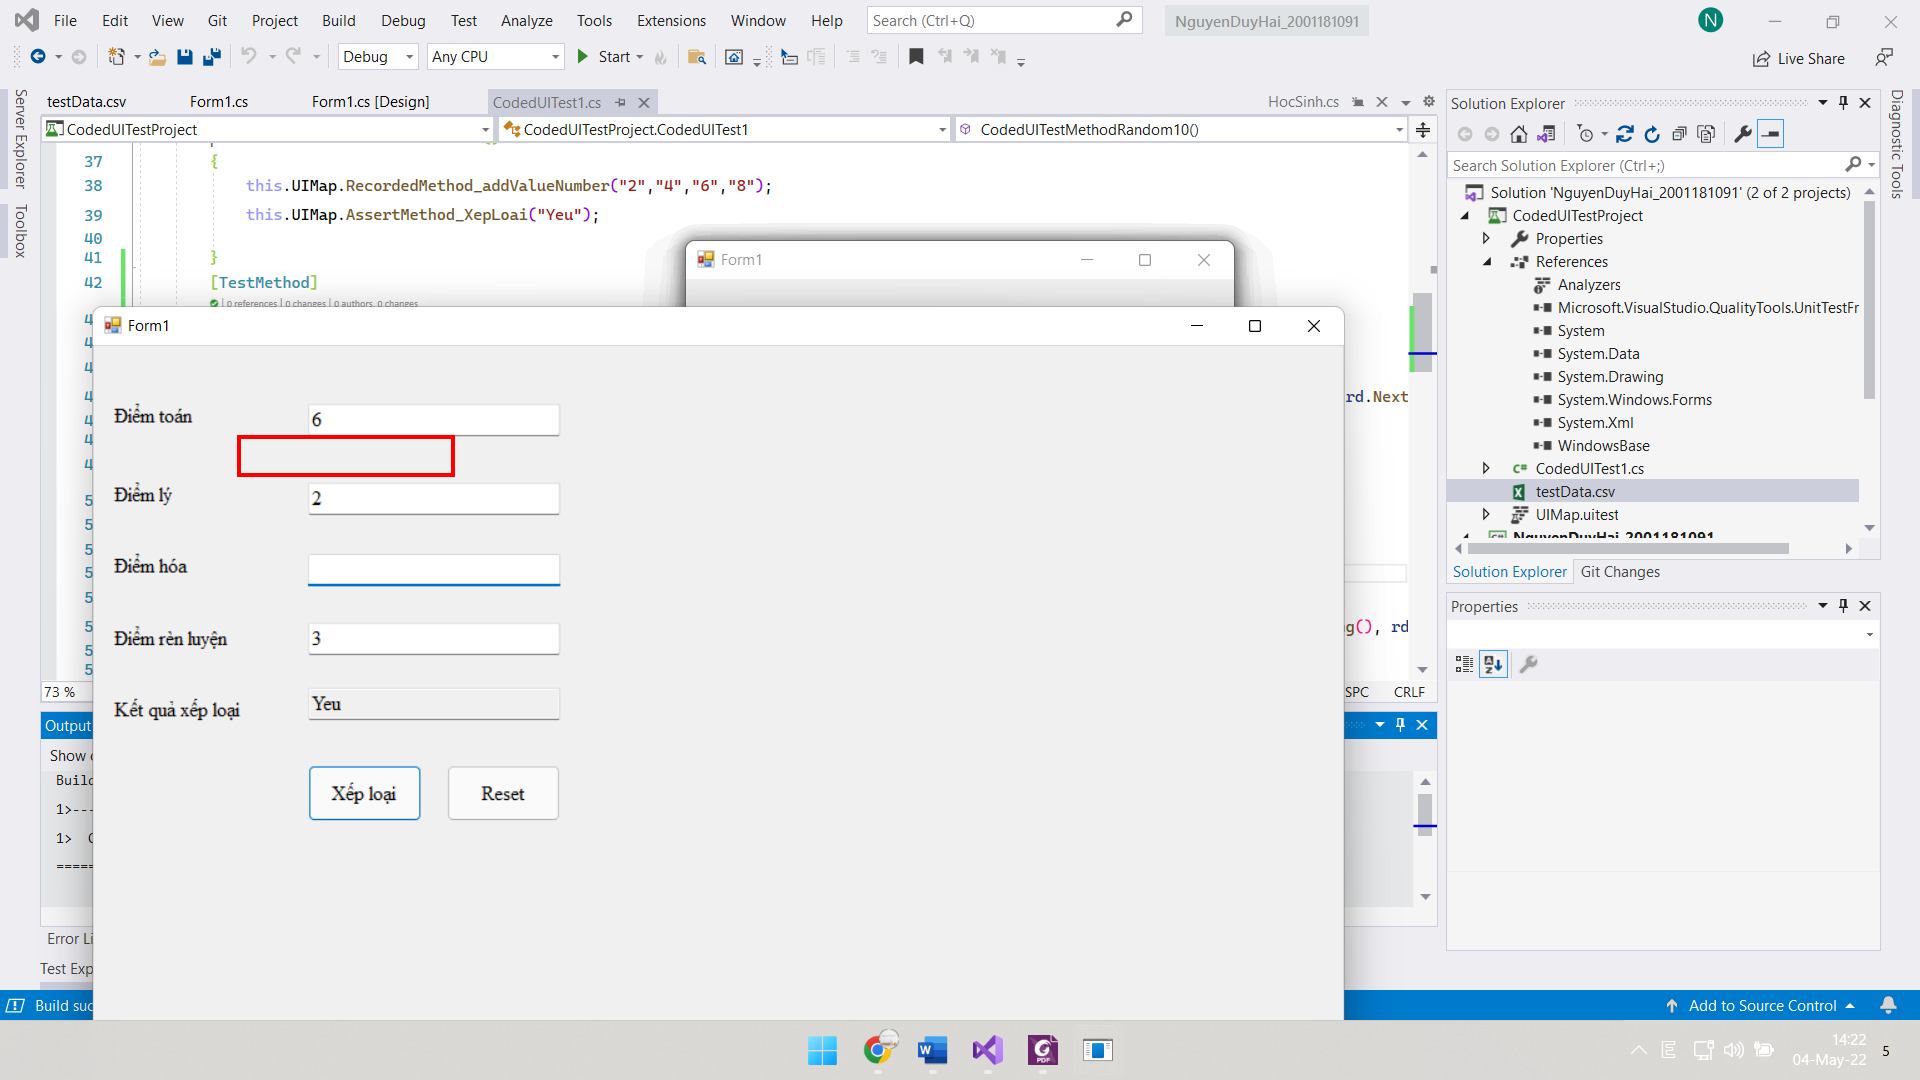 File Edit View Git Project Build Debug Test Analyze Tools Extensions Window Help Search (Ctrl+Q) NguyenDuyHai_2001181091 N
Debug Any CPU Start Live Share
Server Explorer
Toolbox
testData.csv Form1.cs Form1.cs [Design] CodedUITest1.cs HocSinh.cs
CodedUITestProject CodedUITestProject.CodedUITest1 CodedUITestMethodRandom10()
37 {
38 this.UIMap.RecordedMethod_addValueNumber("2","4","6","8");
39 this.UIMap.AssertMethod_XepLoai("Yeu");
40
41 }
42 [TestMethod]
0 references | 0 changes | 0 authors, 0 changes
Form1
rd.Next
g(), rd
73 % SPC CRLF
Form1
Điểm toán 6
Điểm lý 2
Điểm hóa
Điểm rèn luyện 3
Kết quả xếp loại Yeu
Xếp loại Reset
Output
Show
Build
1>---
1>
=====
Error Li
Test Exp
Build suc
Add to Source Control
Solution Explorer
Search Solution Explorer (Ctrl+;)
Solution 'NguyenDuyHai_2001181091' (2 of 2 projects)
CodedUITestProject
Properties
References
Analyzers
Microsoft.VisualStudio.QualityTools.UnitTestFr
System
System.Data
System.Drawing
System.Windows.Forms
System.Xml
WindowsBase
CodedUITest1.cs
testData.csv
UIMap.uitest
NguyenDuyHai_2001181091
Solution Explorer Git Changes
Properties
Diagnostic Tools
14:22
04-May-22
5